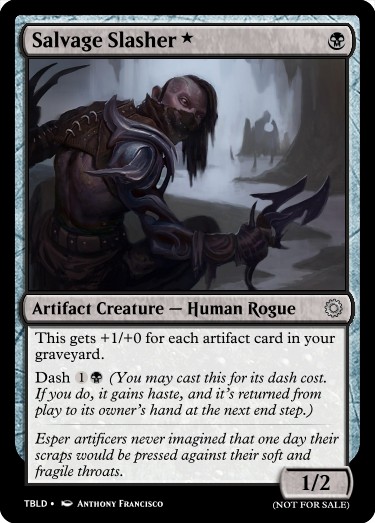 Salvage Slasher ★
Artifact Creature — Human Rogue
This gets +1/+0 for each artifact card in your
graveyard.
Dash 1 (You may cast this for its dash cost.
If you do, it gains haste, and it's returned from
play to its owner's hand at the next end step.)
Esper artificers never imagined that one day their
scraps would be pressed against their soft and
fragile throats.
1/2
TBLD • Anthony Francisco
(NOT FOR SALE)